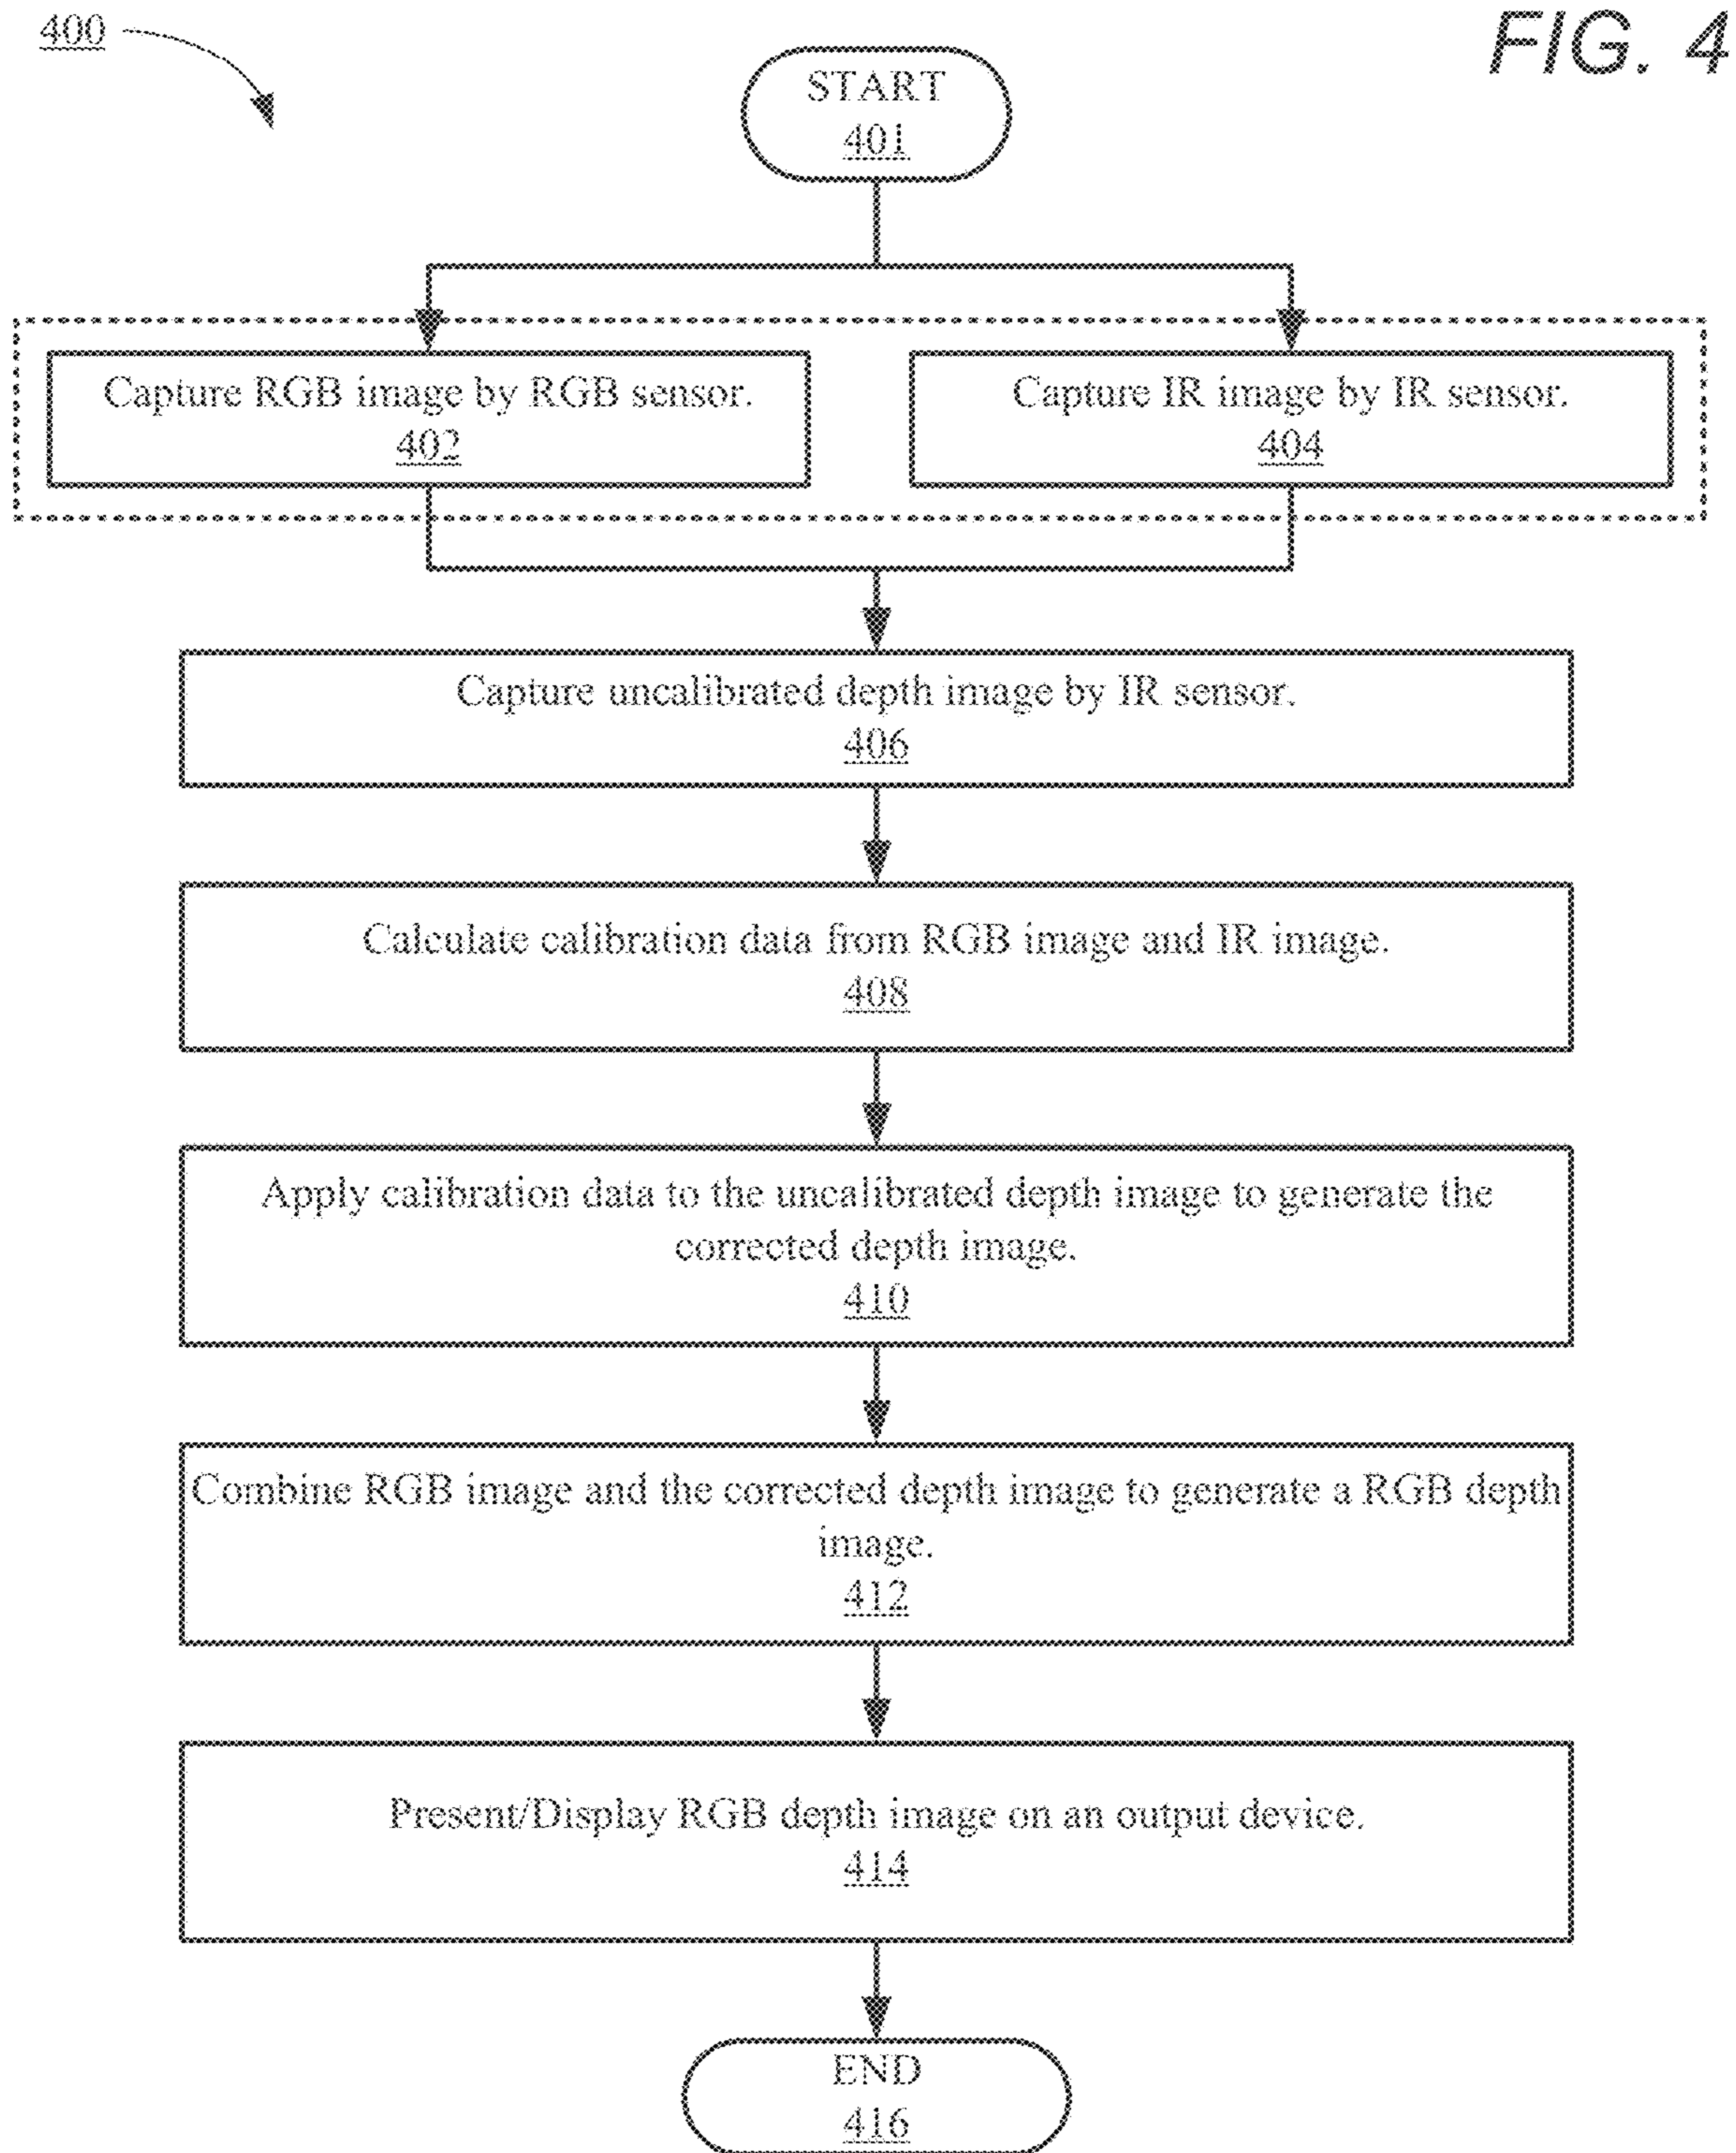 400
FIG. 4
START
401
Capture RGB image by RGB sensor.
402
Capture IR image by IR sensor.
404
Capture uncalibrated depth image by IR sensor.
406
Calculate calibration data from RGB image and IR image.
408
Apply calibration data to the uncalibrated depth image to generate the
corrected depth image.
410
Combine RGB image and the corrected depth image to generate a RGB depth
image.
412
Present/Display RGB depth image on an output device.
414
END
416